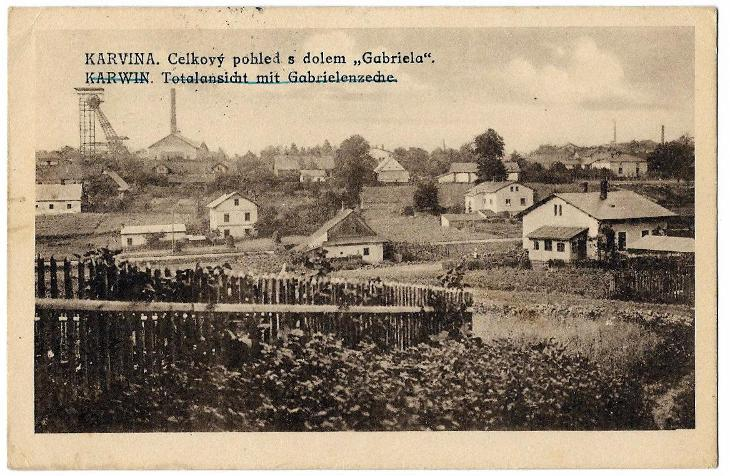 KARVINA. Celkový pohled s dolem „Gabriela“.
KARWIN. Totalansicht mit Gabrielenzeche.